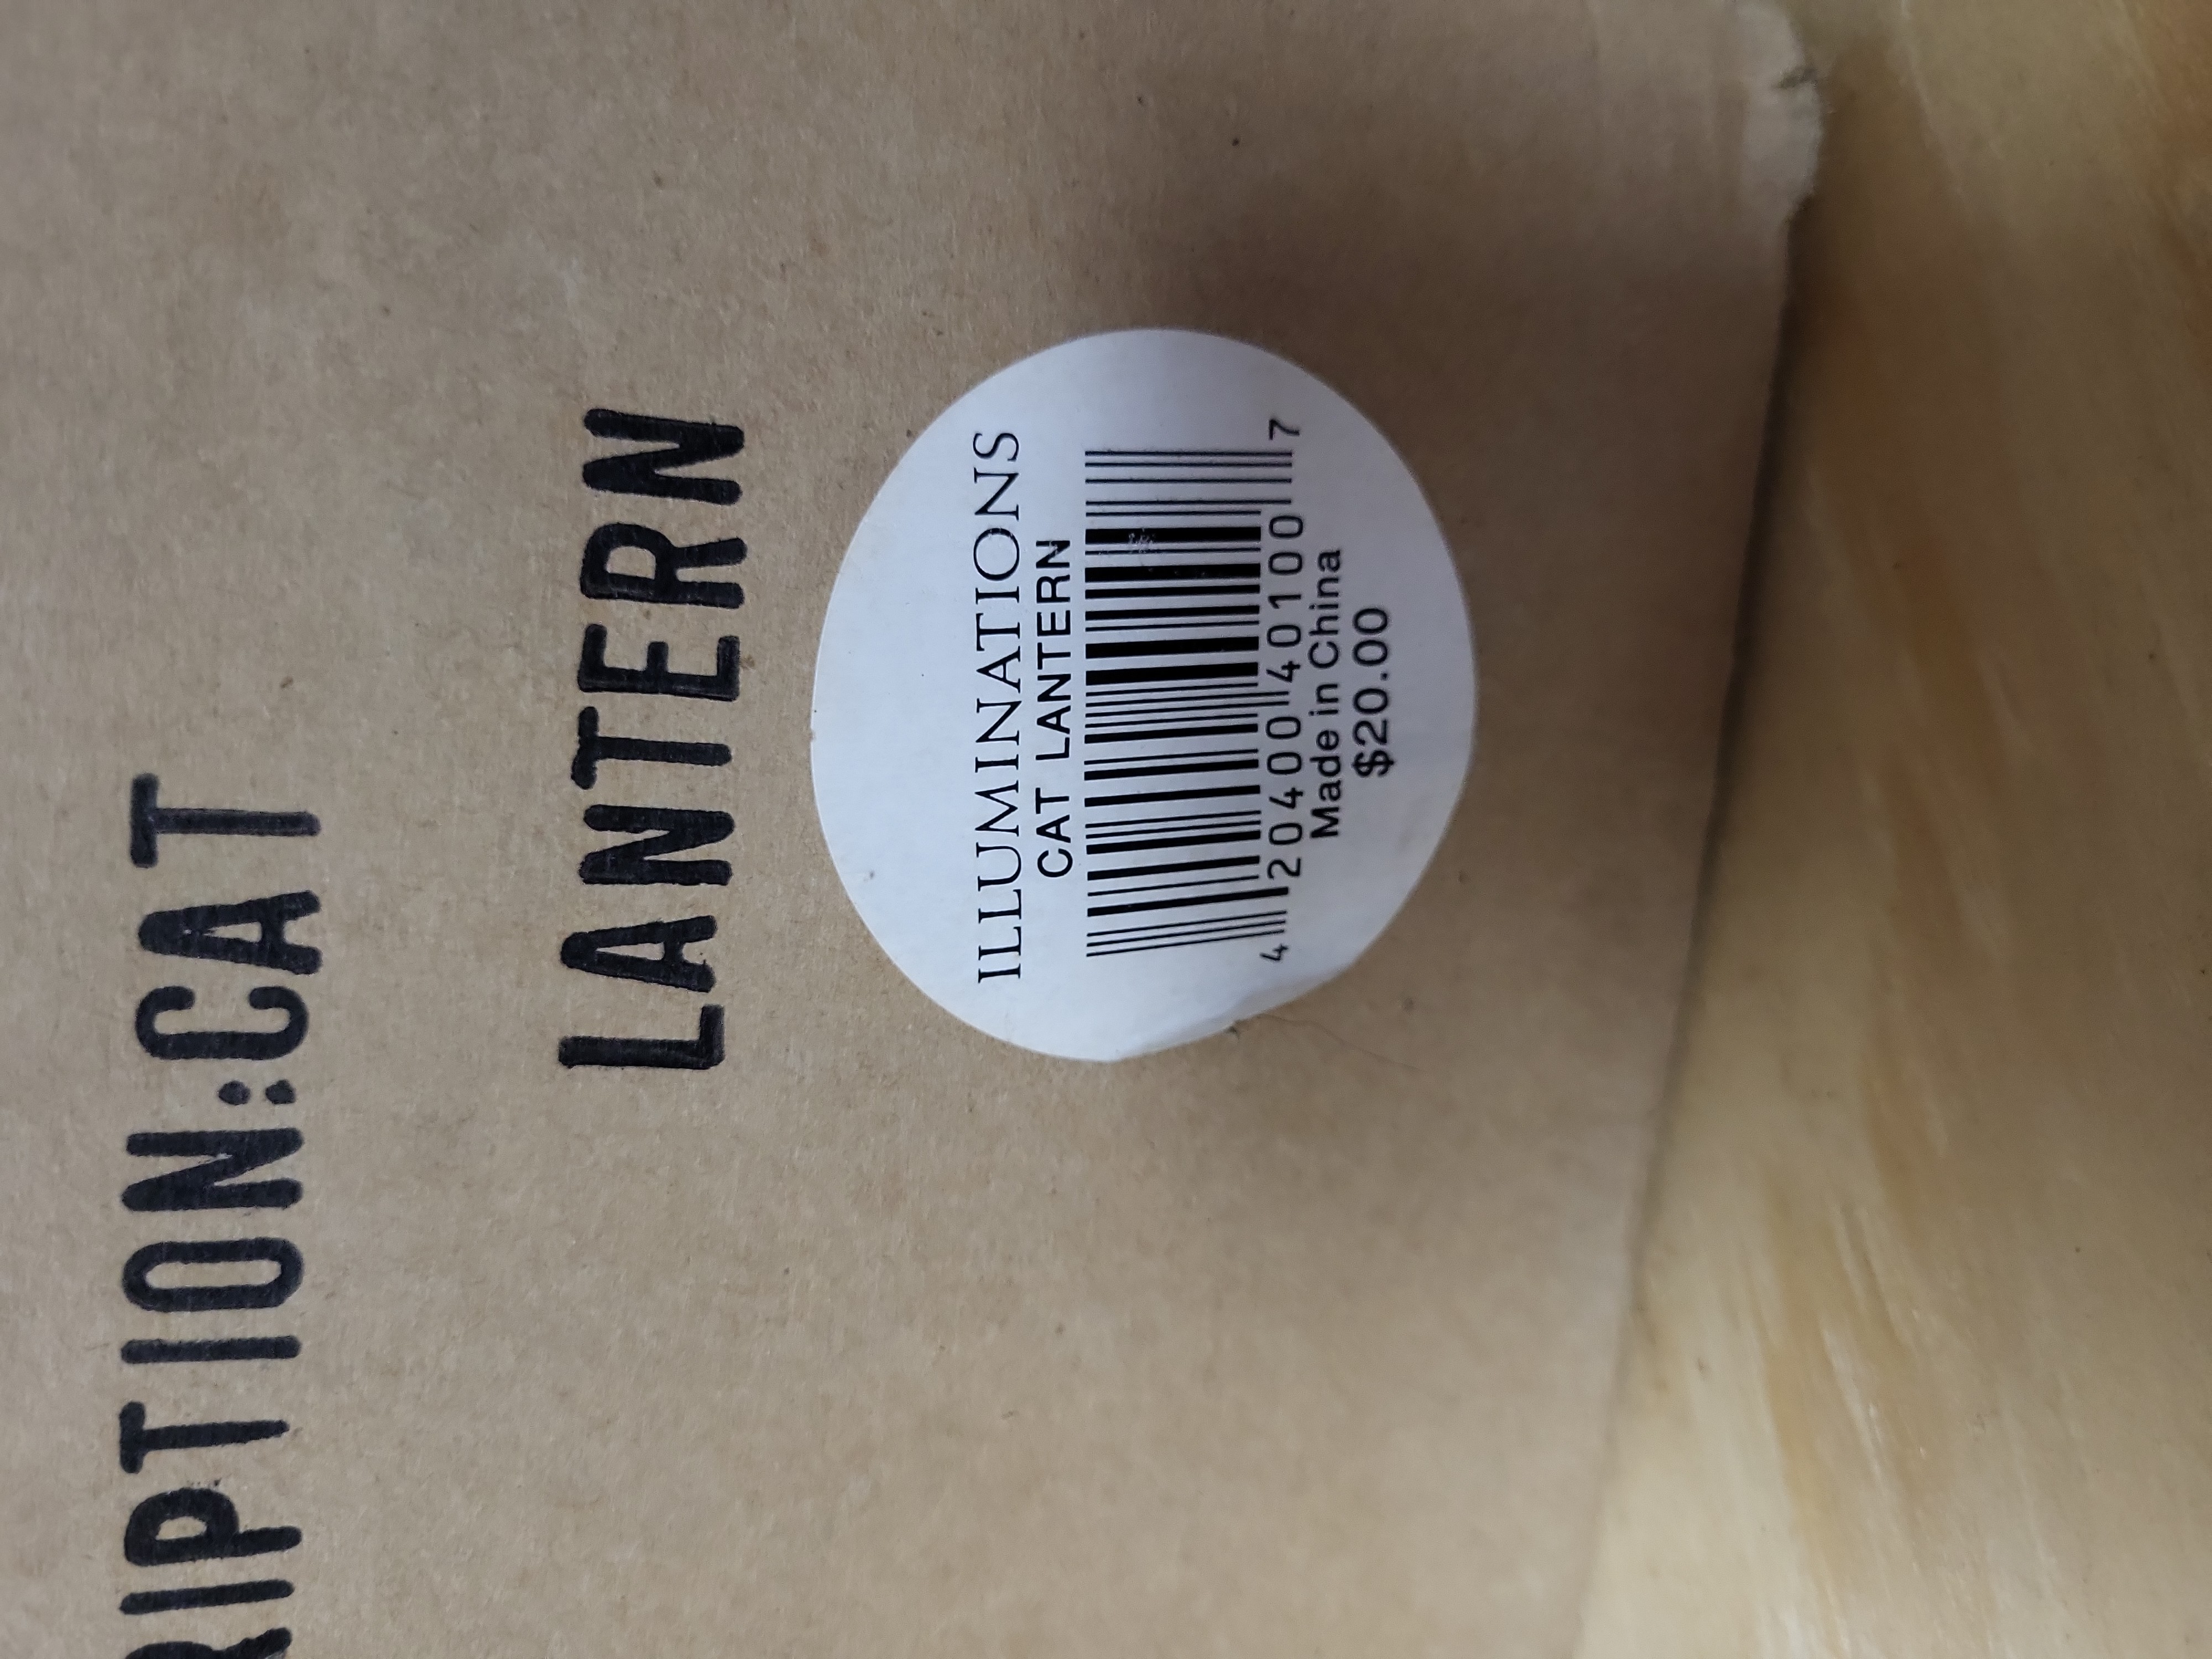 RIPTION:CAT
LANTERN
ILLUMINATIONS
CAT LANTERN
4 20400 40100 7
Made in China
$20.00